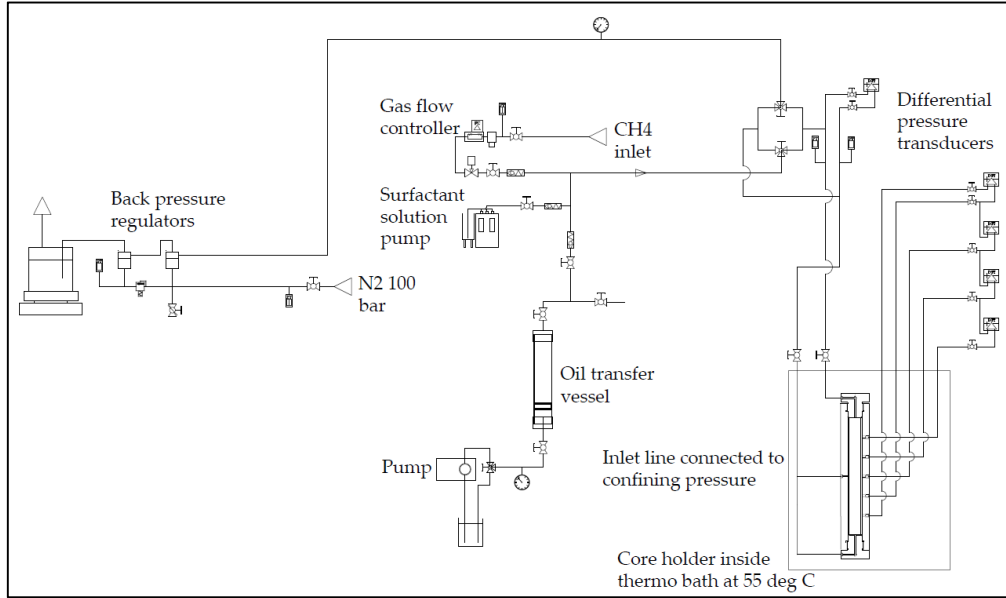 Gas flow
controller
CH4
inlet
Differential
pressure
transducers
Back pressure
regulators
Surfactant
solution
pump
N2 100
bar
Oil transfer
vessel
Pump
Inlet line connected to
confining pressure
Core holder inside
thermo bath at 55 deg C